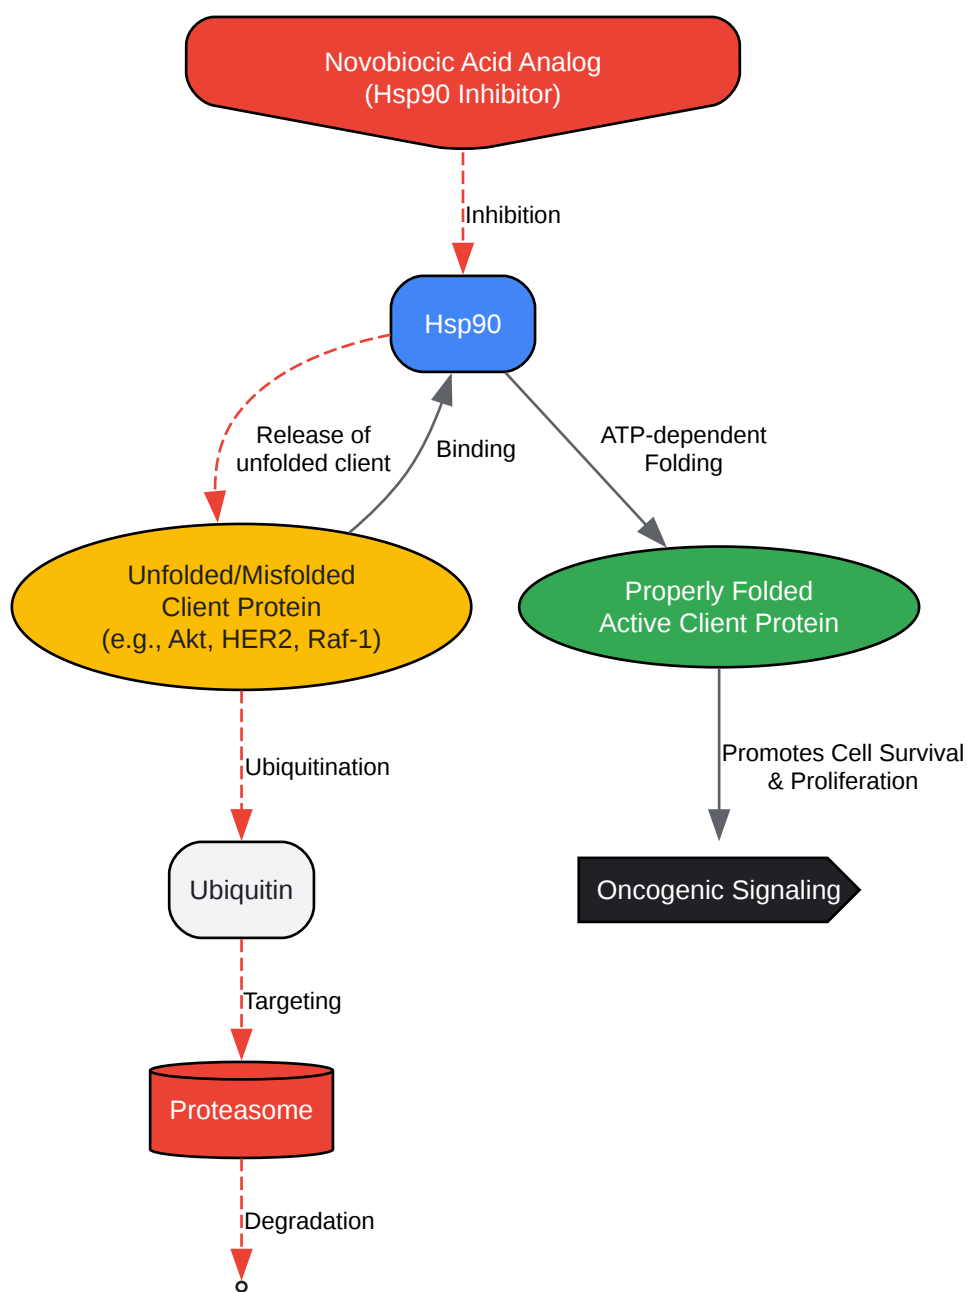 Novobiocic Acid Analog
(Hsp90 Inhibitor)
Inhibition
Hsp90
Release of
unfolded client
Binding
ATP-dependent
Folding
Unfolded/Misfolded
Client Protein
(e.g., Akt, HER2, Raf-1)
Properly Folded
Active Client Protein
Ubiquitination
Promotes Cell Survival
& Proliferation
Ubiquitin
Oncogenic Signaling
Targeting
Proteasome
Degradation